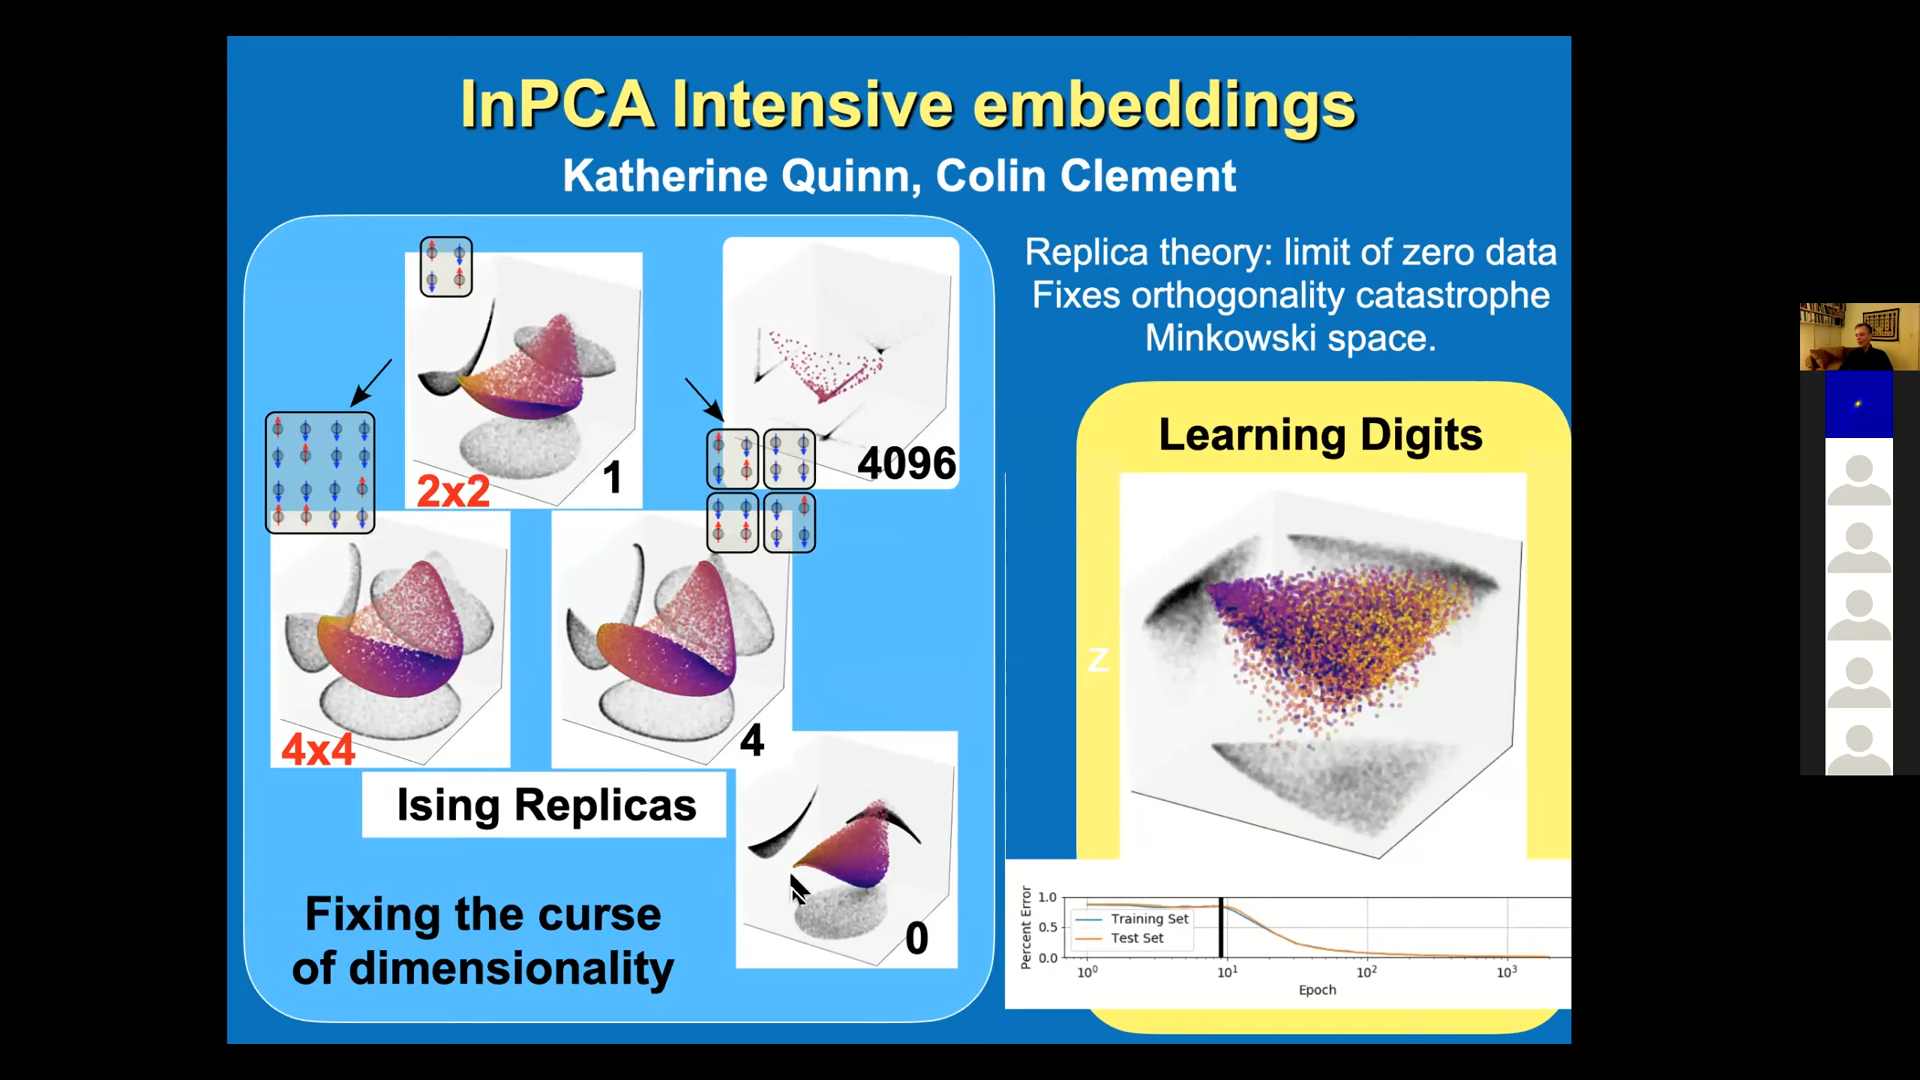 InPCA Intensive embeddings
Katherine Quinn, Colin Clement
Replica theory: limit of zero data
Fixes orthogonality catastrophe
Minkowski space.
2x2
1
4096
4x4
4
Ising Replicas
0
Fixing the curse
of dimensionality
Learning Digits
Z
Percent Error
1.0
0.5
0.0
Training Set
Test Set
10⁰
10¹
10²
10³
Epoch